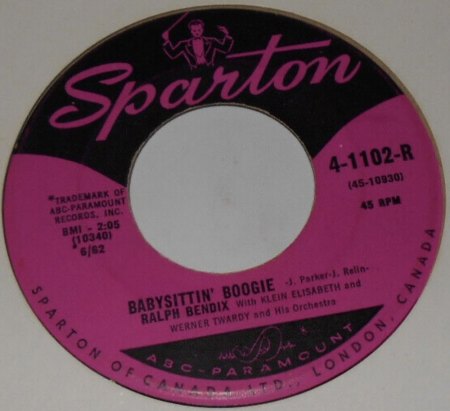 Sparton
4-1102-R
(45-10930)
45 RPM
*TRADEMARK OF
ABC-PARAMOUNT
RECORDS, INC.
BMI - 2:05
(10340)
6/62
BABYSITTIN' BOOGIE -J. Parker-J. Relin-
RALPH BENDIX With KLEIN ELISABETH and
WERNER TWARDY and His Orchestra
ABC-PARAMOUNT
SPARTON OF CANADA LTD., LONDON, CANADA